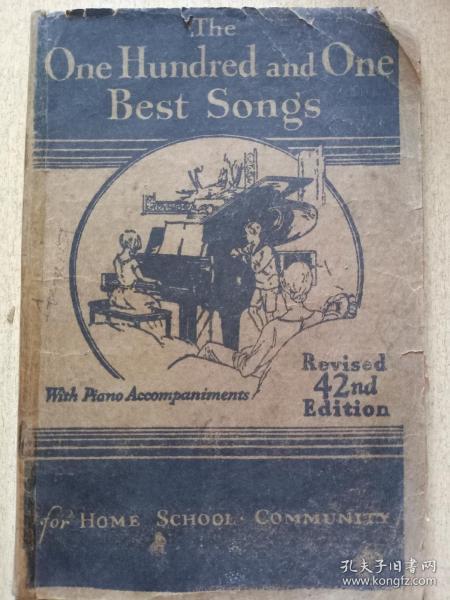 The
One Hundred and One
Best Songs
With Piano Accompaniments
Revised
42nd
Edition
for HOME SCHOOL · COMMUNITY
孔夫子旧书网
www.kongfz.com